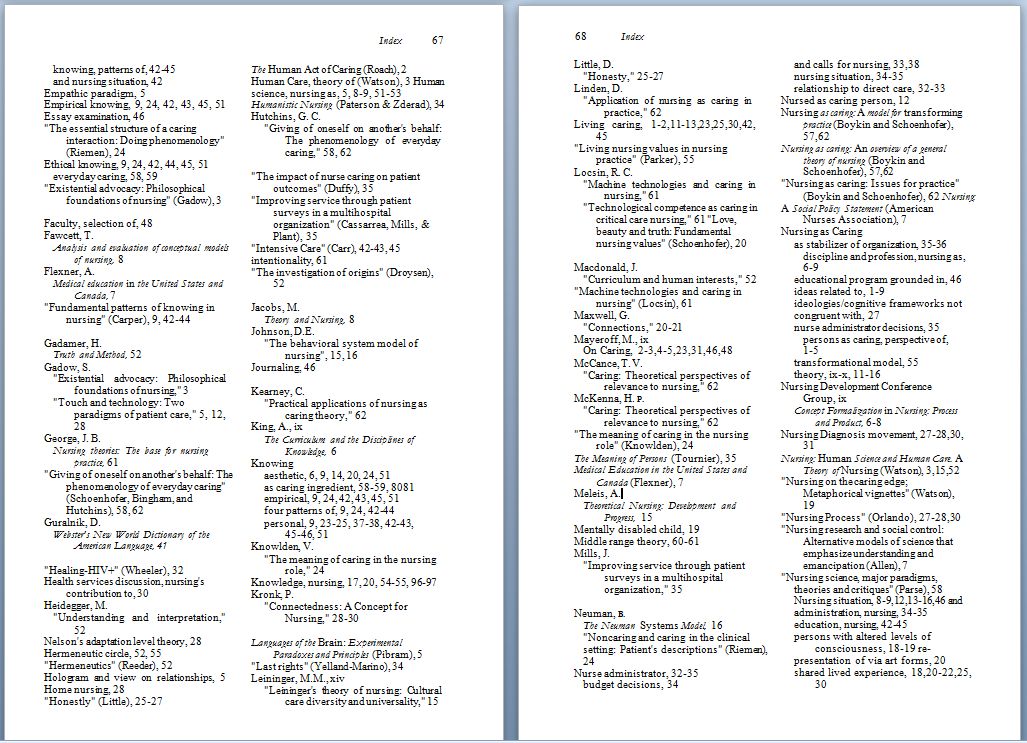 Index 67
knowing, patterns of, 42-45
and nursing situation, 42
Empathic paradigm, 5
Empirical knowing, 9, 24, 42, 43, 45, 51
Essay examination, 46
"The essential structure of a caring
interaction: Doing phenomenology"
(Riemen), 24
Ethical knowing, 9, 24, 42, 44, 45, 51
everyday caring, 58, 59
"Existential advocacy: Philosophical
foundations of nursing" (Gadow), 3
Faculty, selection of, 48
Fawcett, T.
Analysis and evaluation of conceptual models
of nursing, 8
Flexner, A.
Medical education in the United States and
Canada, 7
"Fundamental patterns of knowing in
nursing" (Carper), 9, 42-44
Gadamer, H.
Truth and Method, 52
Gadow, S.
"Existential advocacy: Philosophical
foundations of nursing," 3
"Touch and technology: Two
paradigms of patient care," 5, 12,
28
George, J. B.
Nursing theories: The base for nursing
practice, 61
"Giving of oneself on another's behalf: The
phenomenology of everyday caring"
(Schoenhofer, Bingham, and
Hutchins), 58, 62
Guralnik, D.
Webster's New World Dictionary of the
American Language, 41
"Healing-HIV+" (Wheeler), 32
Health services discussion, nursing's
contribution to, 30
Heidegger, M.
"Understanding and interpretation,"
52
Nelson's adaptation level theory, 28
Hermeneutic circle, 52, 55
"Hermeneutics" (Reeder), 52
Hologram and view on relationships, 5
Home nursing, 28
"Honestly" (Little), 25-27
The Human Act of Caring (Roach), 2
Human Care, theory of (Watson), 3 Human
science, nursing as, 5, 8-9, 51-53
Humanistic Nursing (Paterson & Zderad), 34
Hutchins, G. C.
"Giving of oneself on another's behalf:
The phenomenology of everyday
caring," 58, 62
"The impact of nurse caring on patient
outcomes" (Duffy), 35
"Improving service through patient
surveys in a multihospital
organization" (Cassarrea, Mills, &
Plant), 35
"Intensive Care" (Carr), 42-43, 45
intentionality, 61
"The investigation of origins" (Droysen),
52
Jacobs, M.
Theory and Nursing, 8
Johnson, D.E.
"The behavioral system model of
nursing", 15, 16
Journaling, 46
Kearney, C.
"Practical applications of nursing as
caring theory," 62
King, A., ix
The Curriculum and the Disciplines of
Knowledge, 6
Knowing
aesthetic, 6, 9, 14, 20, 24, 51
as caring ingredient, 58-59, 8081
empirical, 9, 24, 42, 43, 45, 51
four patterns of, 9, 24, 42-44
personal, 9, 23-25, 37-38, 42-43,
45-46, 51
Knowlden, V.
"The meaning of caring in the nursing
role," 24
Knowledge, nursing, 17, 20, 54-55, 96-97
Kronk, P.
"Connectedness: A Concept for
Nursing," 28-30
Languages of the Brain: Experimental
Paradoxes and Principles (Pibram), 5
"Last rights" (Yelland-Marino), 34
Leininger, M.M., xiv
"Leininger's theory of nursing: Cultural
care diversity and universality," 15
68 Index
Little, D.
"Honesty," 25-27
Linden, D.
"Application of nursing as caring in
practice," 62
Living caring, 1-2,11-13,23,25,30,42,
45
"Living nursing values in nursing
practice" (Parker), 55
Locsin, R. C.
"Machine technologies and caring in
nursing," 61
"Technological competence as caring in
critical care nursing," 61 "Love,
beauty and truth: Fundamental
nursing values" (Schoenhofer), 20
Macdonald, J.
"Curriculum and human interests," 52
"Machine technologies and caring in
nursing" (Locsin), 61
Maxwell, G.
"Connections," 20-21
Mayeroff, M., ix
On Caring, 2-3,4-5,23,31,46,48
McCance, T. V.
"Caring: Theoretical perspectives of
relevance to nursing," 62
McKenna, H. P.
"Caring: Theoretical perspectives of
relevance to nursing," 62
"The meaning of caring in the nursing
role" (Knowlden), 24
The Meaning of Persons (Tournier), 35
Medical Education in the United States and
Canada (Flexner), 7
Meleis, A.
Theoretical Nursing: Development and
Progress, 15
Mentally disabled child, 19
Middle range theory, 60-61
Mills, J.
"Improving service through patient
surveys in a multihospital
organization," 35
Neuman, B.
The Neuman Systems Model, 16
"Noncaring and caring in the clinical
setting: Patient's descriptions" (Riemen),
24
Nurse administrator, 32-35
budget decisions, 34
and calls for nursing, 33,38
nursing situation, 34-35
relationship to direct care, 32-33
Nursed as caring person, 12
Nursing as caring: A model for transforming
practice (Boykin and Schoenhofer),
57,62
Nursing as caring: An overview of a general
theory of nursing (Boykin and
Schoenhofer), 57,62
"Nursing as caring: Issues for practice"
(Boykin and Schoenhofer), 62 Nursing
A Social Policy Statement (American
Nurses Association), 7
Nursing as Caring
as stabilizer of organization, 35-36
discipline and profession, nursing as,
6-9
educational program grounded in, 46
ideas related to, 1-9
ideologies/cognitive frameworks not
congruent with, 27
nurse administrator decisions, 35
persons as caring, perspective of,
1-5
transformational model, 55
theory, ix-x, 11-16
Nursing Development Conference
Group, ix
Concept Formalization in Nursing: Process
and Product, 6-8
Nursing Diagnosis movement, 27-28,30,
31
Nursing: Human Science and Human Care. A
Theory of Nursing (Watson), 3,15,52
"Nursing on the caring edge;
Metaphorical vignettes" (Watson),
19
"Nursing Process" (Orlando), 27-28,30
"Nursing research and social control:
Alternative models of science that
emphasize understanding and
emancipation (Allen), 7
"Nursing science, major paradigms,
theories and critiques" (Parse), 58
Nursing situation, 8-9,12,13-16,46 and
administration, nursing, 34-35
education, nursing, 42-45
persons with altered levels of
consciousness, 18-19 re-
presentation of via art forms, 20
shared lived experience, 18,20-22,25,
30